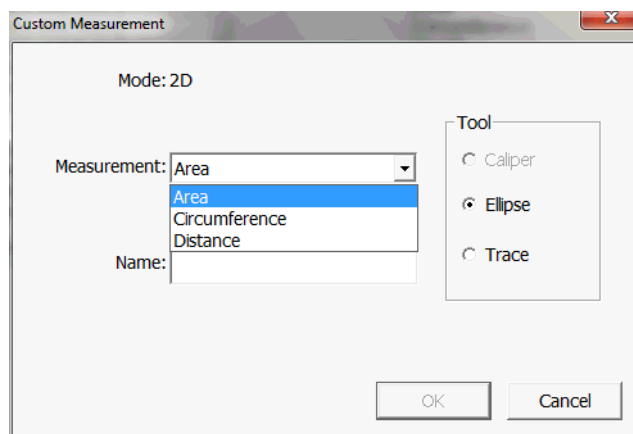 Custom Measurement
Mode: 2D
Tool
Measurement: Area
Caliper
Area
Circumference
Distance
Ellipse
Name:
Trace
OK
Cancel